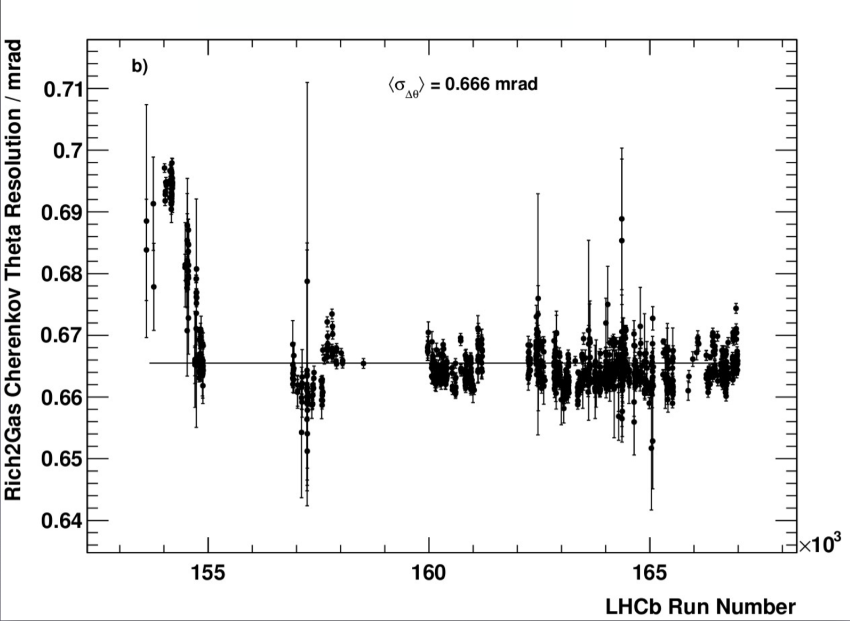 b)
⟨σΔθ⟩ = 0.666 mrad
Rich2Gas Cherenkov Theta Resolution / mrad
0.71
0.7
0.69
0.68
0.67
0.66
0.65
0.64
155 160 165
×10³
LHCb Run Number